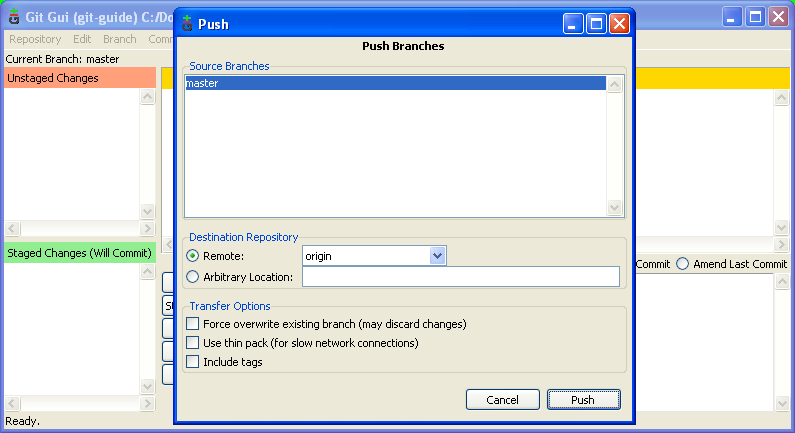 Git Gui (git-guide) C:/Do
Repository Edit Branch Comm
Current Branch: master
Unstaged Changes
Staged Changes (Will Commit)
Ready.
Push
Push Branches
Source Branches
master
Destination Repository
Remote: origin
Arbitrary Location:
Transfer Options
Force overwrite existing branch (may discard changes)
Use thin pack (for slow network connections)
Include tags
Cancel Push
Commit Amend Last Commit